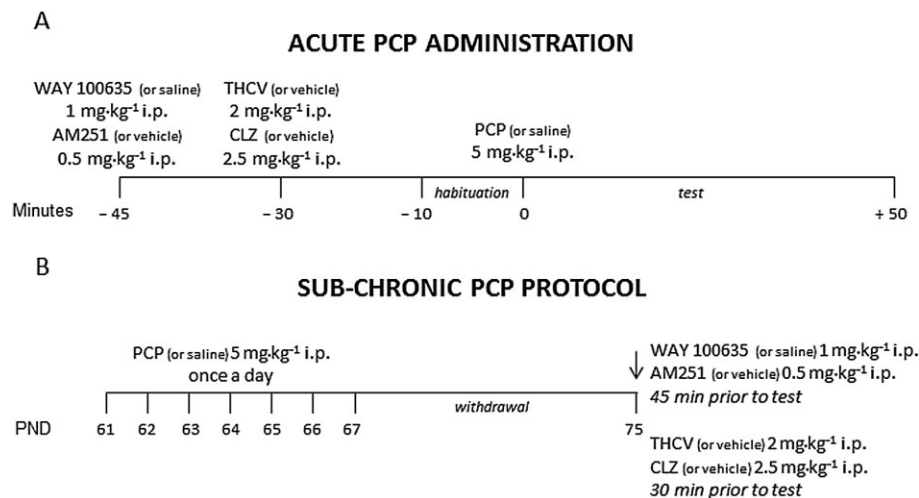 A
ACUTE PCP ADMINISTRATION
WAY 100635 (or saline)
1 mg·kg⁻¹ i.p.
AM251 (or vehicle)
0.5 mg·kg⁻¹ i.p.
THCV (or vehicle)
2 mg·kg⁻¹ i.p.
CLZ (or vehicle)
2.5 mg·kg⁻¹ i.p.
PCP (or saline)
5 mg·kg⁻¹ i.p.
habituation
test
Minutes – 45 – 30 – 10 0 + 50
B
SUB-CHRONIC PCP PROTOCOL
PCP (or saline) 5 mg·kg⁻¹ i.p.
once a day
withdrawal
PND 61 62 63 64 65 66 67 75
WAY 100635 (or saline) 1 mg·kg⁻¹ i.p.
AM251 (or vehicle) 0.5 mg·kg⁻¹ i.p.
45 min prior to test
THCV (or vehicle) 2 mg·kg⁻¹ i.p.
CLZ (or vehicle) 2.5 mg·kg⁻¹ i.p.
30 min prior to test